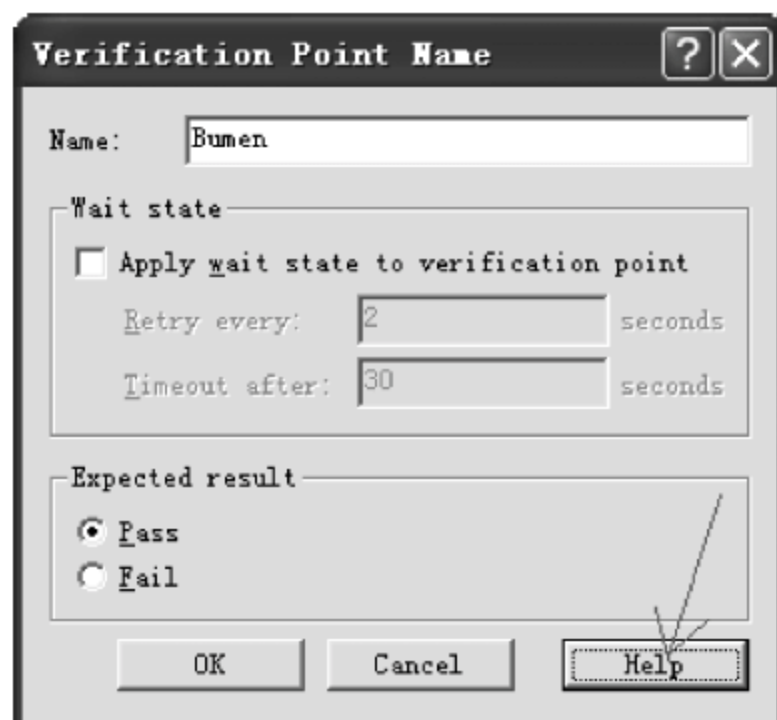 Verification Point Name
Name: Bumen
Wait state
Apply wait state to verification point
Retry every: 2 seconds
Timeout after: 30 seconds
Expected result
Pass
Fail
OK Cancel Help